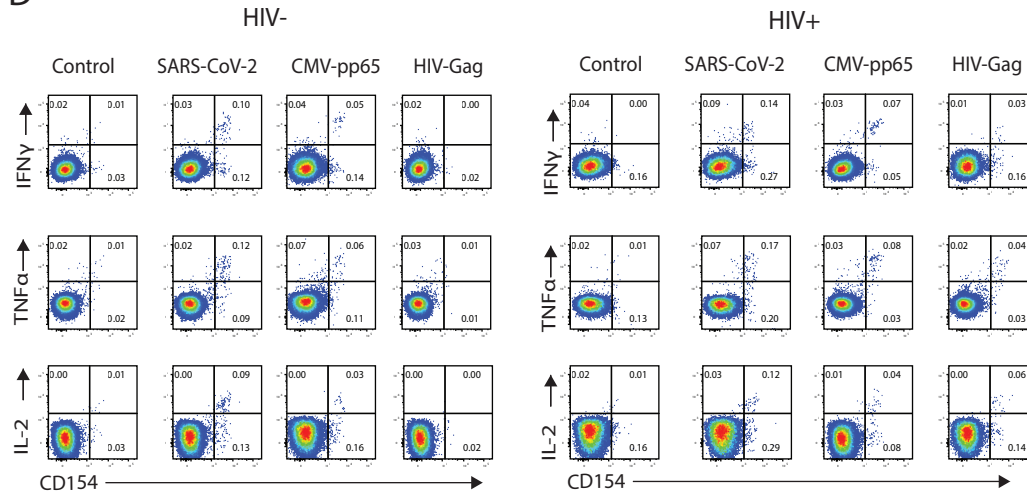 D
HIV- HIV+
Control SARS-CoV-2 CMV-pp65 HIV-Gag Control SARS-CoV-2 CMV-pp65 HIV-Gag
IFNγ 0.02 0.01 0.03 0.10 0.04 0.05 0.02 0.00 IFNγ 0.04 0.00 0.09 0.14 0.03 0.07 0.01 0.03
0.03 0.12 0.14 0.02 0.16 0.27 0.05 0.16
TNFα 0.02 0.01 0.02 0.12 0.07 0.06 0.03 0.01 TNFα 0.02 0.01 0.07 0.17 0.03 0.08 0.02 0.04
0.02 0.09 0.11 0.01 0.13 0.20 0.03 0.03
IL-2 0.00 0.01 0.00 0.09 0.00 0.03 0.00 0.00 IL-2 0.02 0.01 0.03 0.12 0.01 0.04 0.00 0.06
0.03 0.13 0.16 0.02 0.16 0.29 0.08 0.14
CD154 CD154